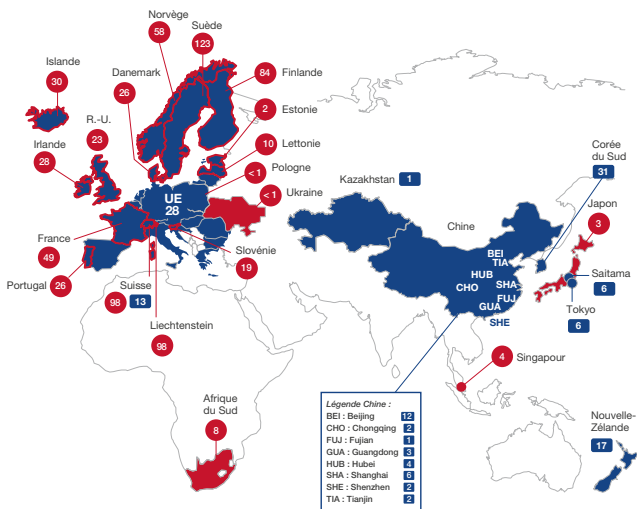 Norvège
58
Suède
123
Islande
30
Danemark
26
84
Finlande
R.-U.
23
2
Estonie
Irlande
28
10
Lettonie
< 1
Pologne
< 1
Ukraine
UE
28
France
49
Slovénie
19
Portugal
26
Suisse
98
13
Liechtenstein
98
Afrique
du Sud
8
Kazakhstan
1
Chine
Corée
du Sud
31
Japon
3
BEI
TIA
HUB
CHO
SHA
FUJ
GUA
SHE
Saitama
6
Tokyo
6
4
Singapour
Nouvelle-
Zélande
17
Légende Chine :
BEI : Beijing 12
CHO : Chongqing 2
FUJ : Fujian 1
GUA : Guangdong 3
HUB : Hubei 4
SHA : Shanghai 6
SHE : Shenzhen 2
TIA : Tianjin 2